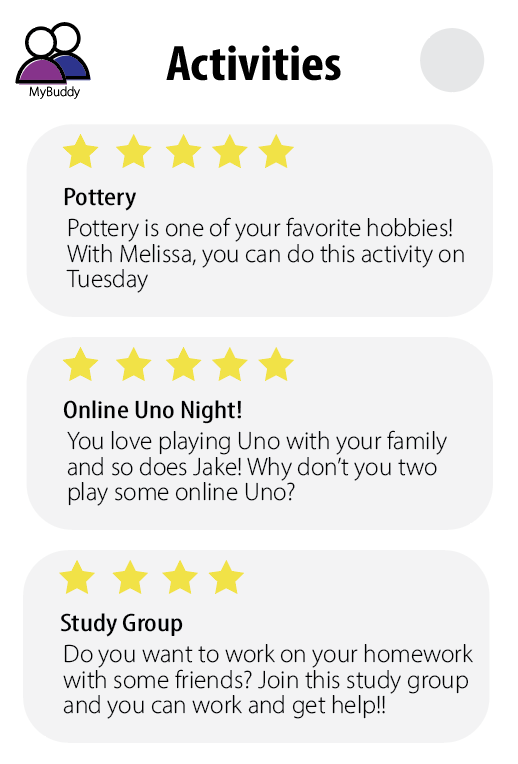 MyBuddy
Activities
Pottery
Pottery is one of your favorite hobbies!
With Melissa, you can do this activity on
Tuesday
Online Uno Night!
You love playing Uno with your family
and so does Jake! Why don’t you two
play some online Uno?
Study Group
Do you want to work on your homework
with some friends? Join this study group
and you can work and get help!!